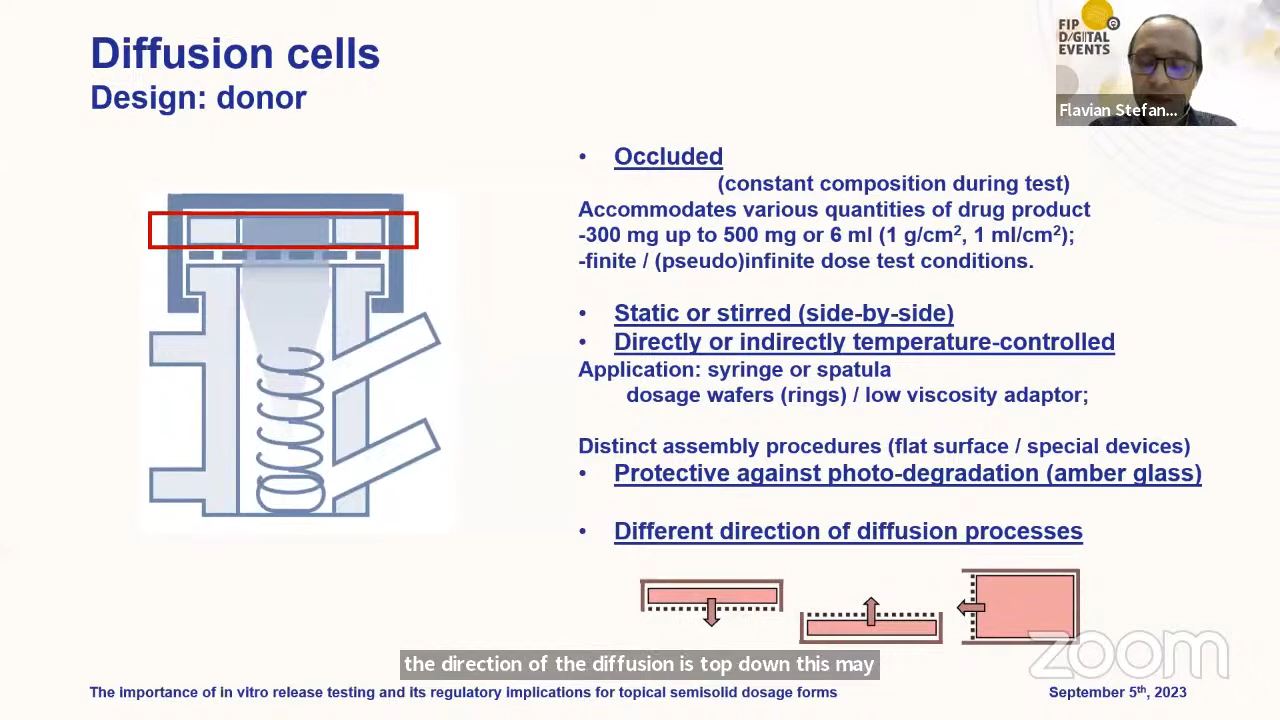 Diffusion cells
Design: donor
FIP
DIGITAL
EVENTS
Flavian Stefan...
• Occluded
(constant composition during test)
Accommodates various quantities of drug product
-300 mg up to 500 mg or 6 ml (1 g/cm², 1 ml/cm²);
-finite / (pseudo)infinite dose test conditions.
• Static or stirred (side-by-side)
• Directly or indirectly temperature-controlled
Application: syringe or spatula
dosage wafers (rings) / low viscosity adaptor;
Distinct assembly procedures (flat surface / special devices)
• Protective against photo-degradation (amber glass)
• Different direction of diffusion processes
zoom
the direction of the diffusion is top down this may
The importance of in vitro release testing and its regulatory implications for topical semisolid dosage forms
September 5th, 2023